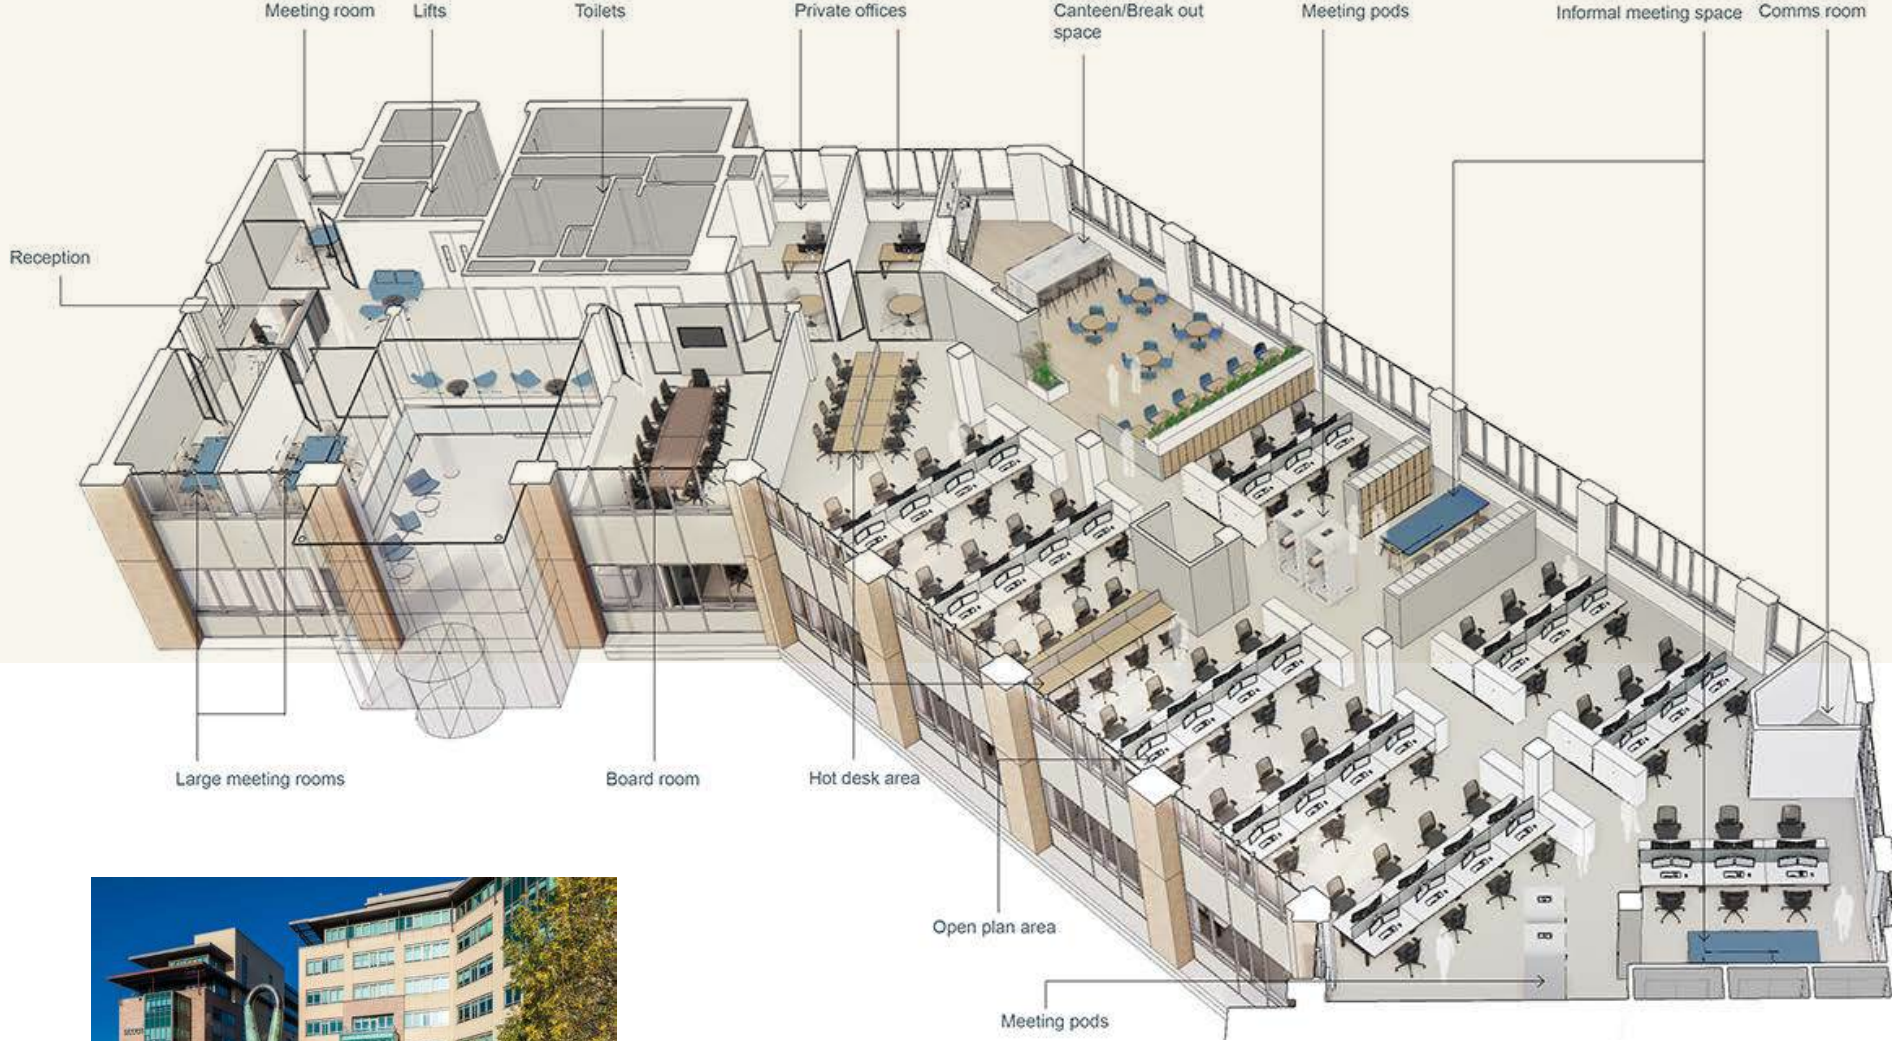 Meeting room
Lifts
Toilets
Private offices
Canteen/Break out
space
Meeting pods
Informal meeting space
Comms room
Reception
Large meeting rooms
Board room
Hot desk area
Open plan area
Meeting pods